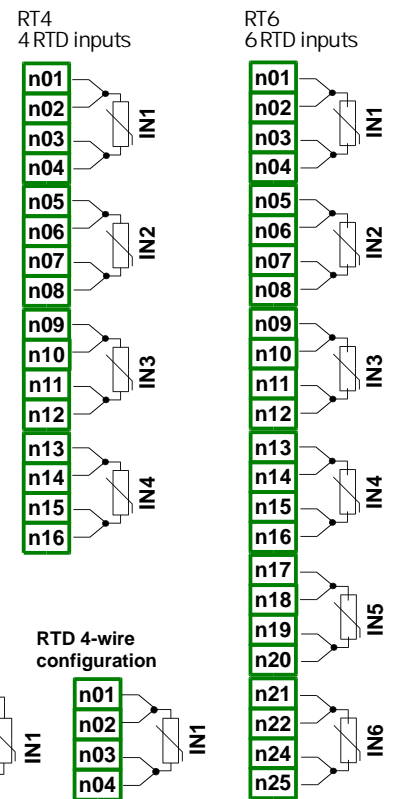 RT4
4 RTD inputs
n01
n02
n03
n04
IN1
n05
n06
n07
n08
IN2
n09
n10
n11
n12
IN3
n13
n14
n15
n16
IN4
RT6
6 RTD inputs
n01
n02
n03
n04
IN1
n05
n06
n07
n08
IN2
n09
n10
n11
n12
IN3
n13
n14
n15
n16
IN4
n17
n18
n19
n20
IN5
n21
n22
n24
n25
IN6
IN1
RTD 4-wire
configuration
n01
n02
n03
n04
IN1